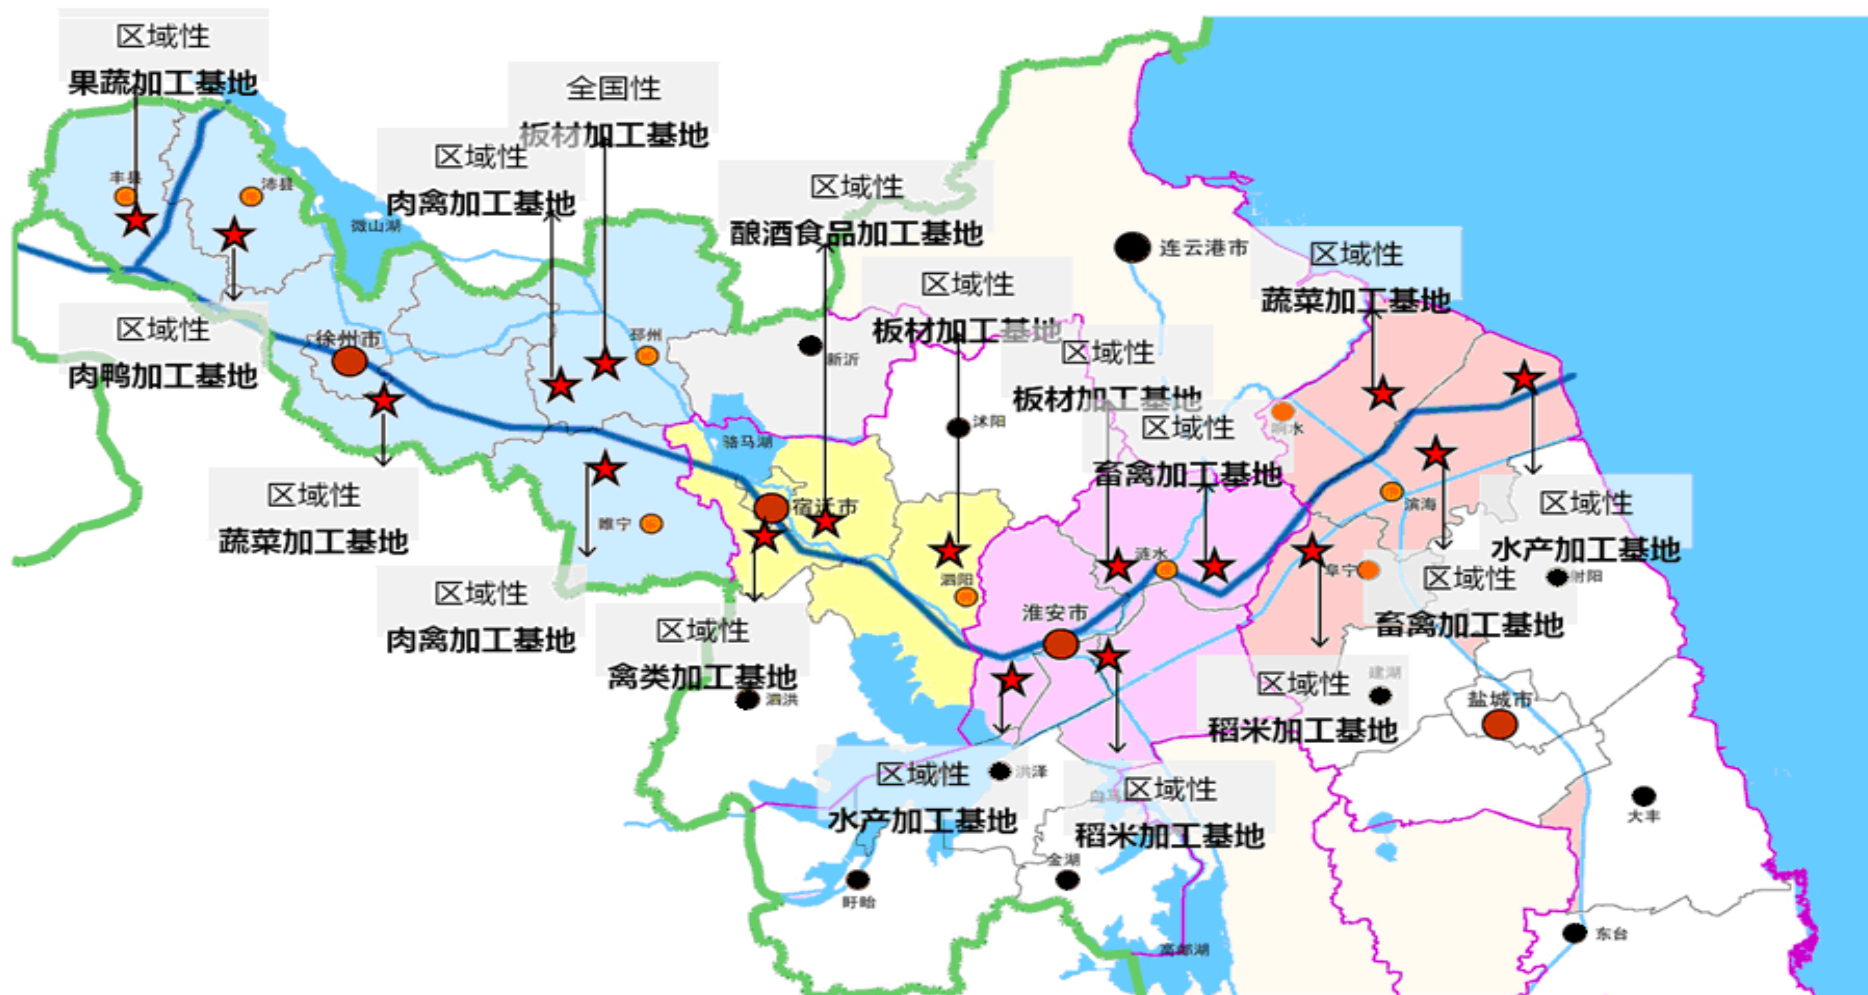 区域性
果蔬加工基地
全国性
板材加工基地
区域性
肉禽加工基地
区域性
酿酒食品加工基地
丰县
沛县
微山湖
连云港市
区域性
蔬菜加工基地
区域性
板材加工基地
区域性
肉鸭加工基地
徐州市
邳州
新沂
区域性
板材加工基地
沭阳
区域性
畜禽加工基地
响水
骆马湖
区域性
蔬菜加工基地
宿迁市
滨海
区域性
水产加工基地
睢宁
涟水
阜宁
射阳
泗阳
区域性
肉禽加工基地
区域性
畜禽加工基地
淮安市
区域性
禽类加工基地
泗洪
区域性
稻米加工基地
建湖
盐城市
区域性
水产加工基地
洪泽
区域性
稻米加工基地
白马
大丰
金湖
盱眙
东台
高邮湖